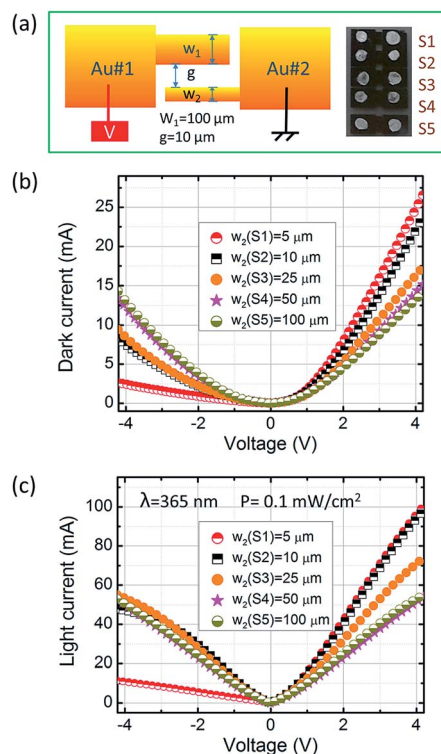 (a)
Au#1
w₁
g
w₂
Au#2
V
W₁=100 μm
g=10 μm
S1
S2
S3
S4
S5
(b)
Dark current (mA)
25
20
15
10
5
0
w₂(S1)=5 μm
w₂(S2)=10 μm
w₂(S3)=25 μm
w₂(S4)=50 μm
w₂(S5)=100 μm
-4 -2 0 2 4
Voltage (V)
(c)
Light current (mA)
100
80
60
40
20
0
λ=365 nm P= 0.1 mW/cm²
w₂(S1)=5 μm
w₂(S2)=10 μm
w₂(S3)=25 μm
w₂(S4)=50 μm
w₂(S5)=100 μm
-4 -2 0 2 4
Voltage (V)